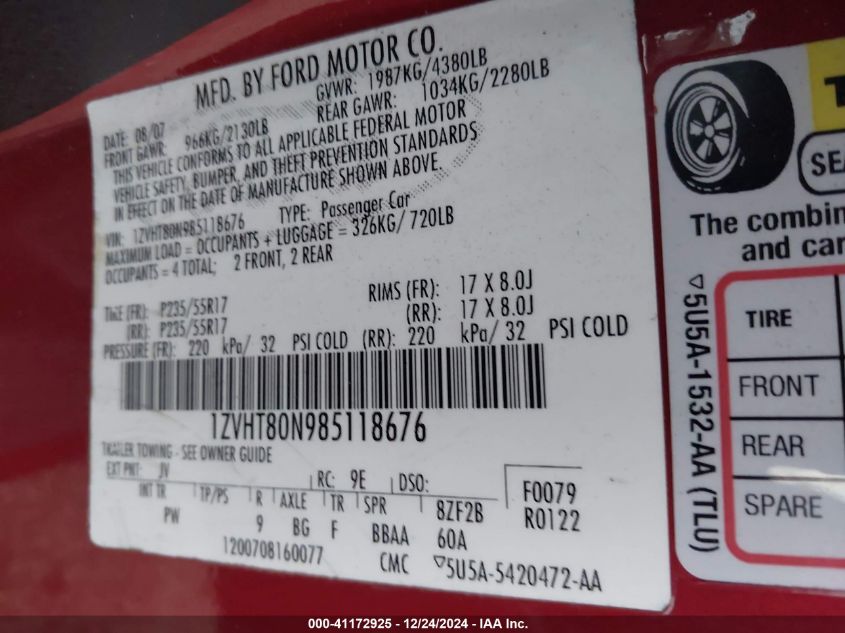 MFD. BY FORD MOTOR CO.
DATE: 08/07 GVWR: 1987KG/4380LB
FRONT GAWR: 966KG/2130LB REAR GAWR: 1034KG/2280LB
THIS VEHICLE CONFORMS TO ALL APPLICABLE FEDERAL MOTOR
VEHICLE SAFETY, BUMPER, AND THEFT PREVENTION STANDARDS
IN EFFECT ON THE DATE OF MANUFACTURE SHOWN ABOVE.
VIN: 1ZVHT80N985118676 TYPE: Passenger Car
MAXIMUM LOAD = OCCUPANTS + LUGGAGE = 326KG/ 720LB
OCCUPANTS = 4 TOTAL; 2 FRONT, 2 REAR
TIRE (FR): P235/55R17 RIMS (FR): 17 X 8.0J
(RR): P235/55R17 (RR): 17 X 8.0J
PRESSURE (FR): 220 kPa/ 32 PSI COLD (RR): 220 kPa/ 32 PSI COLD
1ZVHT80N985118676
TRAILER TOWING - SEE OWNER GUIDE
EXT PNT: JV RC: 9E DSO: F0079
INT TR TP/PS R AXLE TR SPR 8ZF2B R0122
PW 9 BG F BBAA 60A
1200708160077 CMC ▽5U5A-5420472-AA
SEA
The combin
and car
▽5U5A-1532-AA (TLU)
TIRE
FRONT
REAR
SPARE
000-41172925 - 12/24/2024 - IAA Inc.